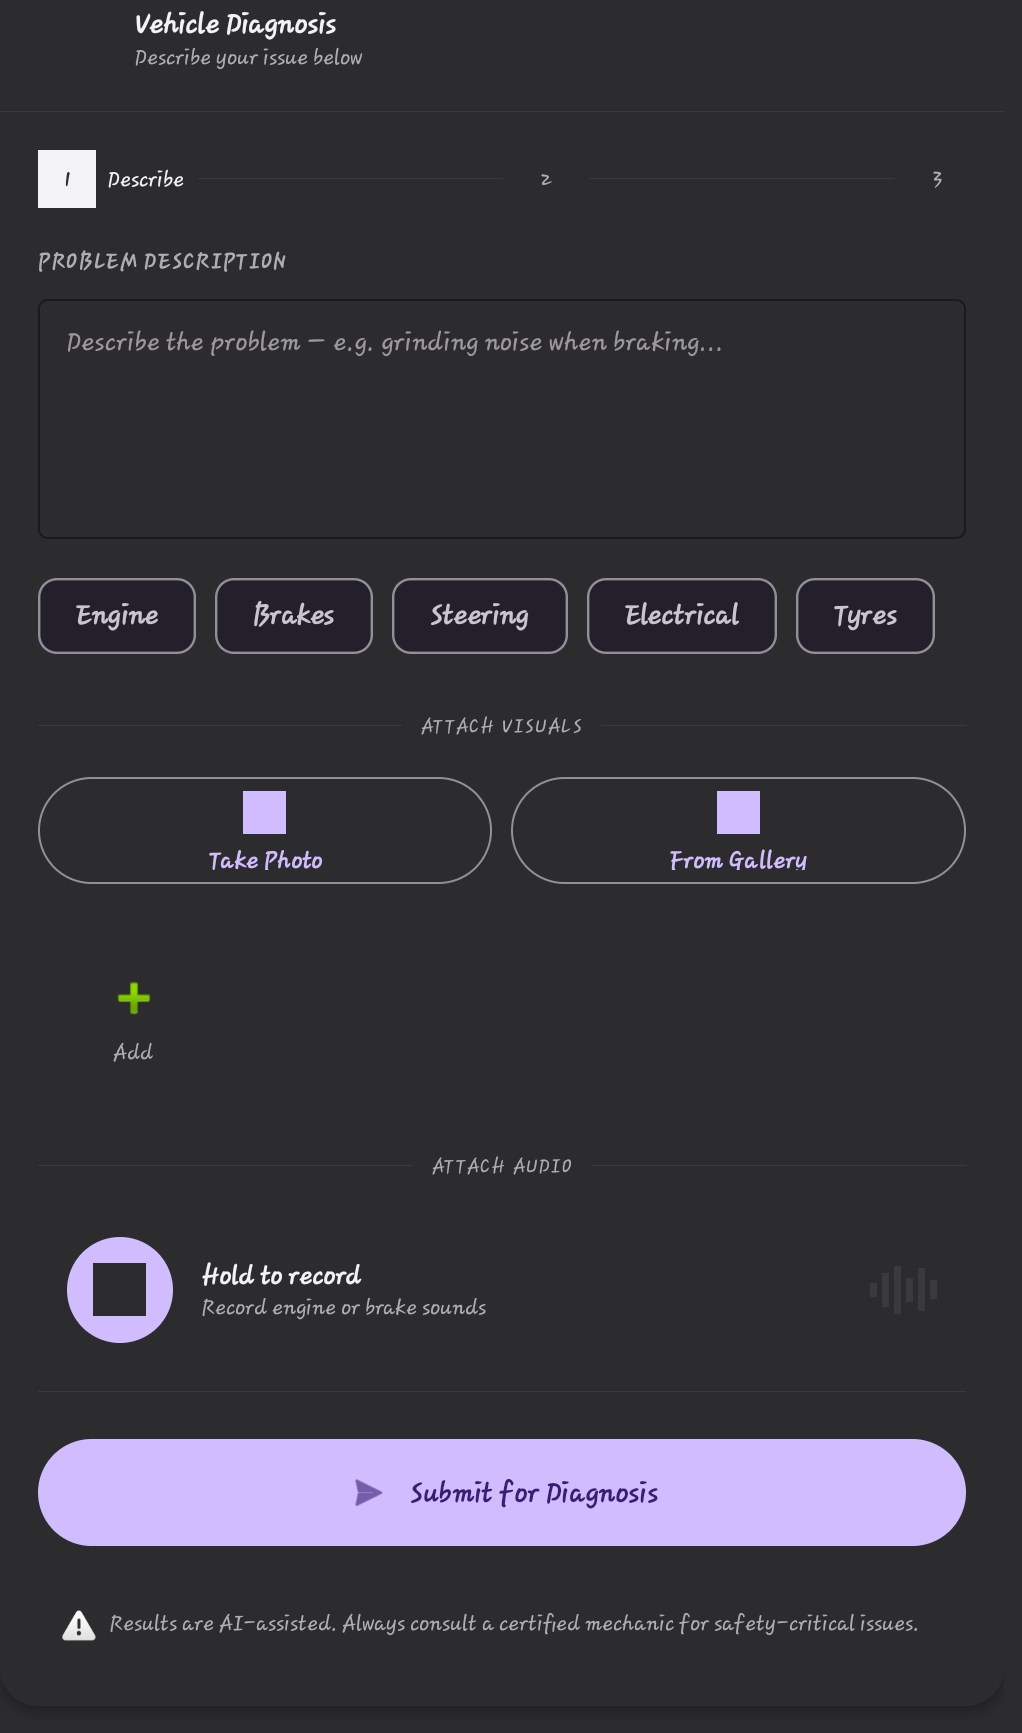 Vehicle Diagnosis
Describe your issue below
1 Describe 2 3
PROBLEM DESCRIPTION
Describe the problem – e.g. grinding noise when braking...
Engine Brakes Steering Electrical Tyres
ATTACH VISUALS
Take Photo From Gallery
Add
ATTACH AUDIO
Hold to record
Record engine or brake sounds
Submit for Diagnosis
Results are AI-assisted. Always consult a certified mechanic for safety-critical issues.